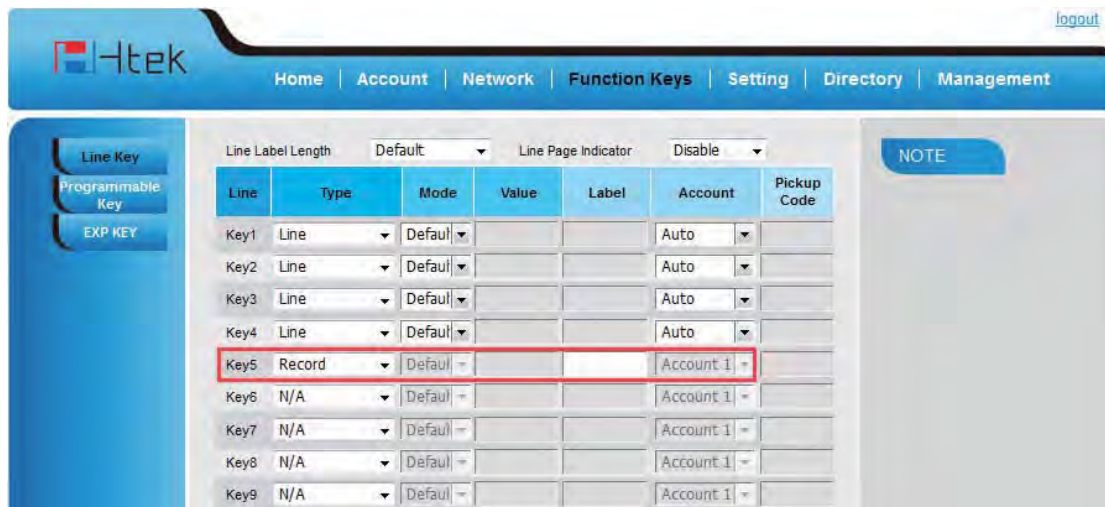 logout
Htek
Home | Account | Network | Function Keys | Setting | Directory | Management
Line Key
Programmable Key
EXP KEY
Line Label Length Default Line Page Indicator Disable
NOTE
Line Type Mode Value Label Account Pickup Code
Key1 Line Defaul Auto
Key2 Line Defaul Auto
Key3 Line Defaul Auto
Key4 Line Defaul Auto
Key5 Record Defaul Account 1
Key6 N/A Defaul Account 1
Key7 N/A Defaul Account 1
Key8 N/A Defaul Account 1
Key9 N/A Defaul Account 1